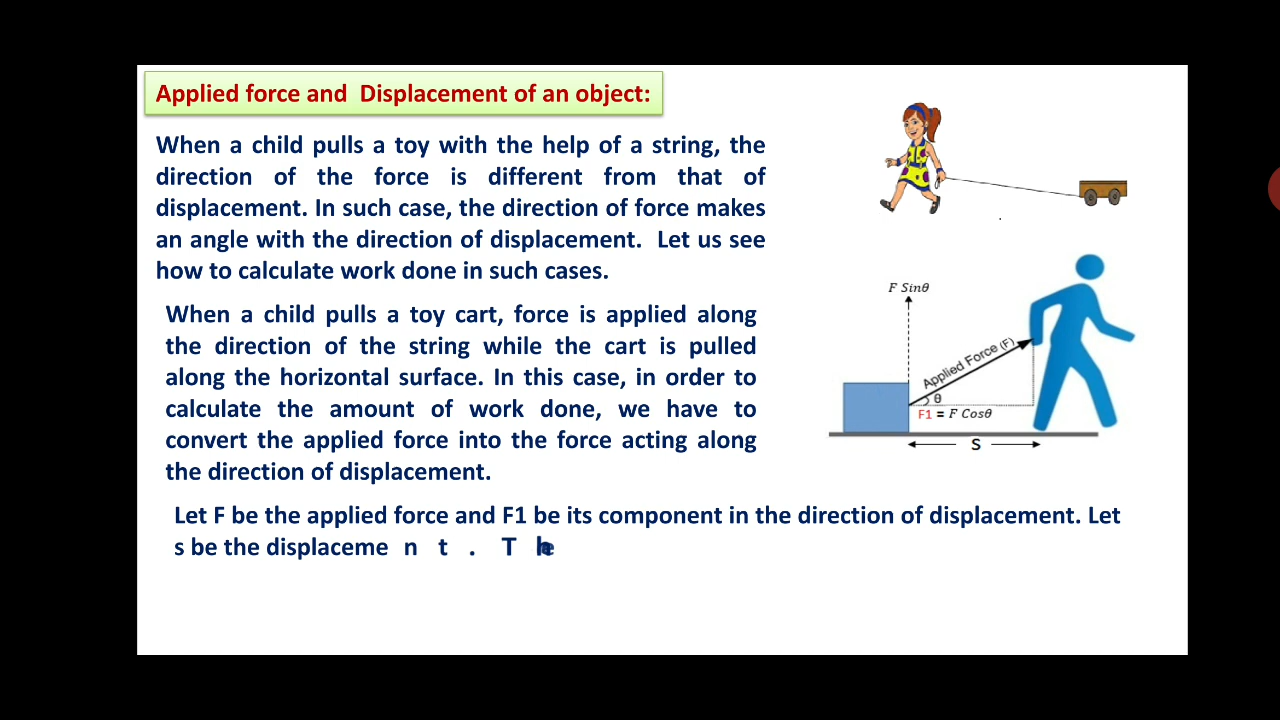 Applied force and  Displacement of an object:
When a child pulls a toy with the help of a string, the
direction of the force is different from that of
displacement. In such case, the direction of force makes
an angle with the direction of displacement.  Let us see
how to calculate work done in such cases.
When a child pulls a toy cart, force is applied along
the direction of the string while the cart is pulled
along the horizontal surface. In this case, in order to
calculate the amount of work done, we have to
convert the applied force into the force acting along
the direction of displacement.
F Sinθ
Applied Force (F)
θ
F1 = F Cosθ
S
Let F be the applied force and F1 be its component in the direction of displacement. Let
s be the displaceme n t . T